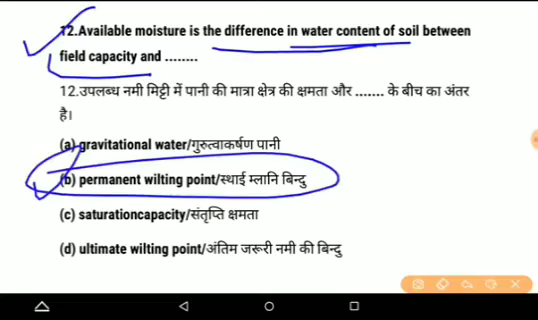 12.Available moisture is the difference in water content of soil between
field capacity and ........
12.उपलब्ध नमी मिट्टी में पानी की मात्रा क्षेत्र की क्षमता और ....... के बीच का अंतर
है।
(a) gravitational water/गुरुत्वाकर्षण पानी
(b) permanent wilting point/स्थाई म्लानि बिन्दु
(c) saturationcapacity/संतृप्ति क्षमता
(d) ultimate wilting point/अंतिम जरूरी नमी की बिन्दु